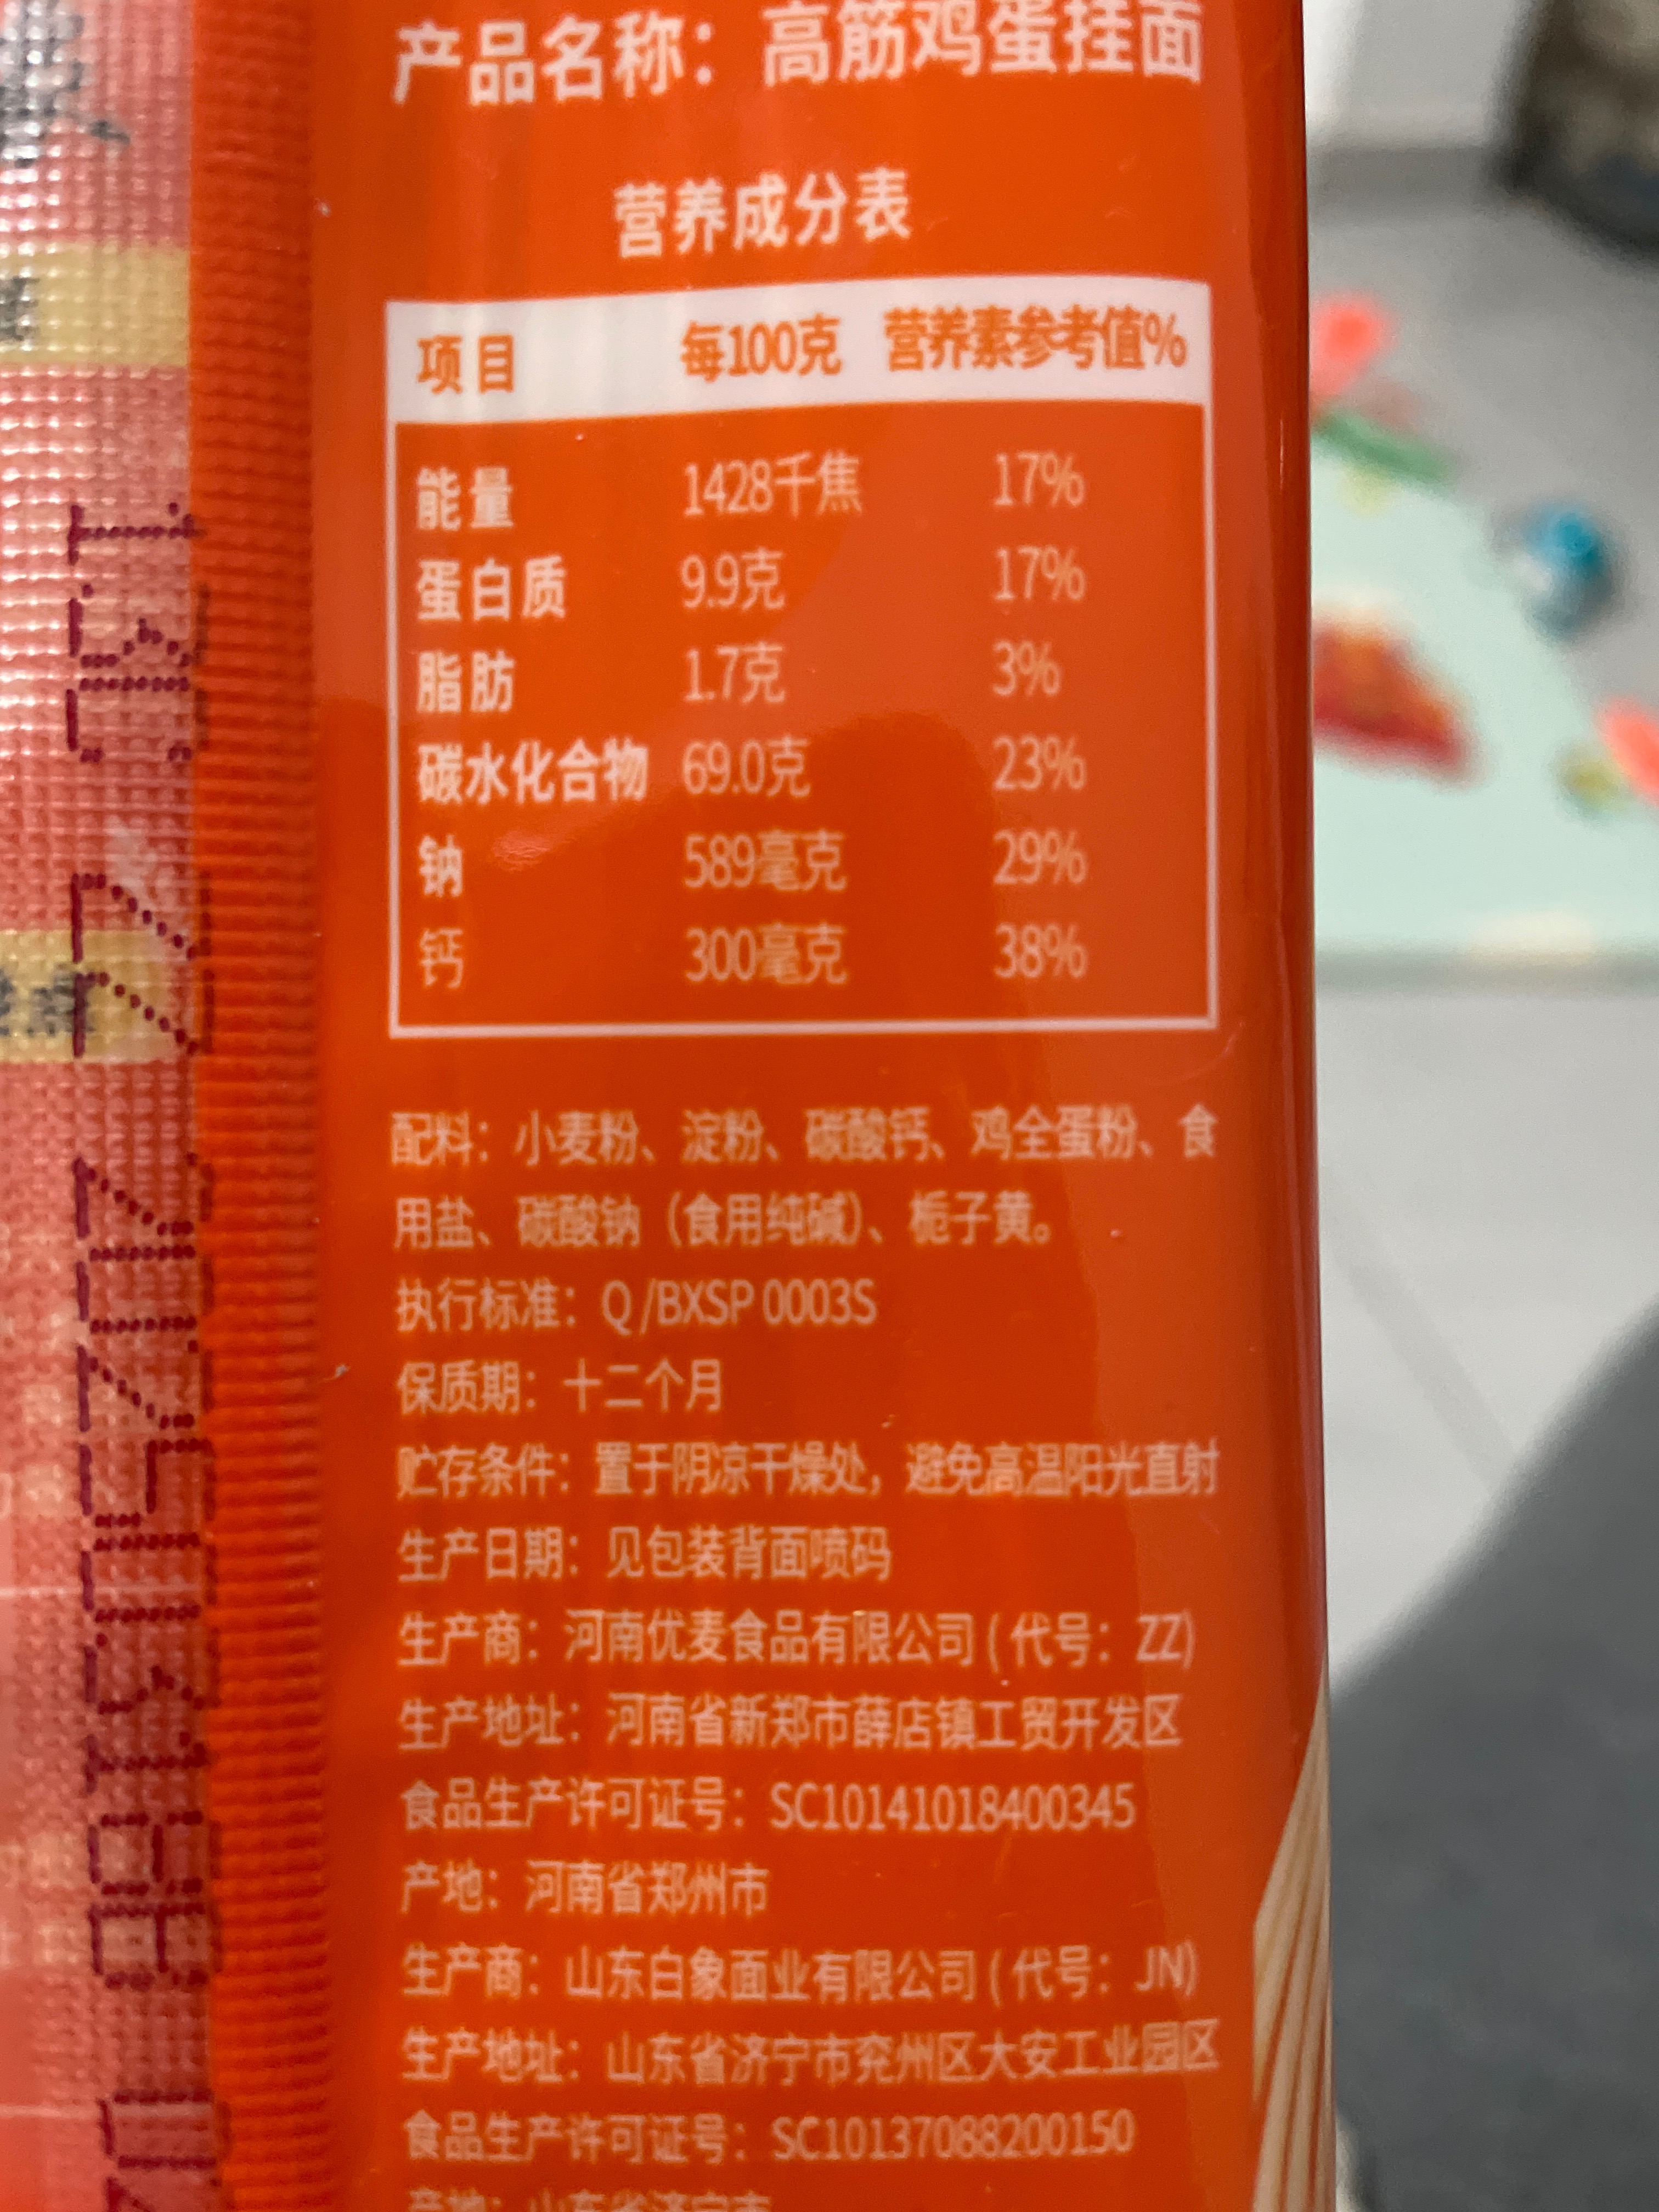 产品名称：高筋鸡蛋挂面
营养成分表
项目 每100克 营养素参考值%
能量 1428千焦 17%
蛋白质 9.9克 17%
脂肪 1.7克 3%
碳水化合物 69.0克 23%
钠 589毫克 29%
钙 300毫克 38%
配料：小麦粉、淀粉、碳酸钙、鸡全蛋粉、食
用盐、碳酸钠（食用纯碱）、栀子黄。
执行标准：Q/BXSP 0003S
保质期：十二个月
贮存条件：置于阴凉干燥处，避免高温阳光直射
生产日期：见包装背面喷码
生产商：河南优麦食品有限公司（代号：ZZ）
生产地址：河南省新郑市薛店镇工贸开发区
食品生产许可证号：SC10141018400345
产地：河南省郑州市
生产商：山东白象面业有限公司（代号：JN）
生产地址：山东省济宁市兖州区大安工业园区
食品生产许可证号：SC10137088200150
产地：山东省济宁市